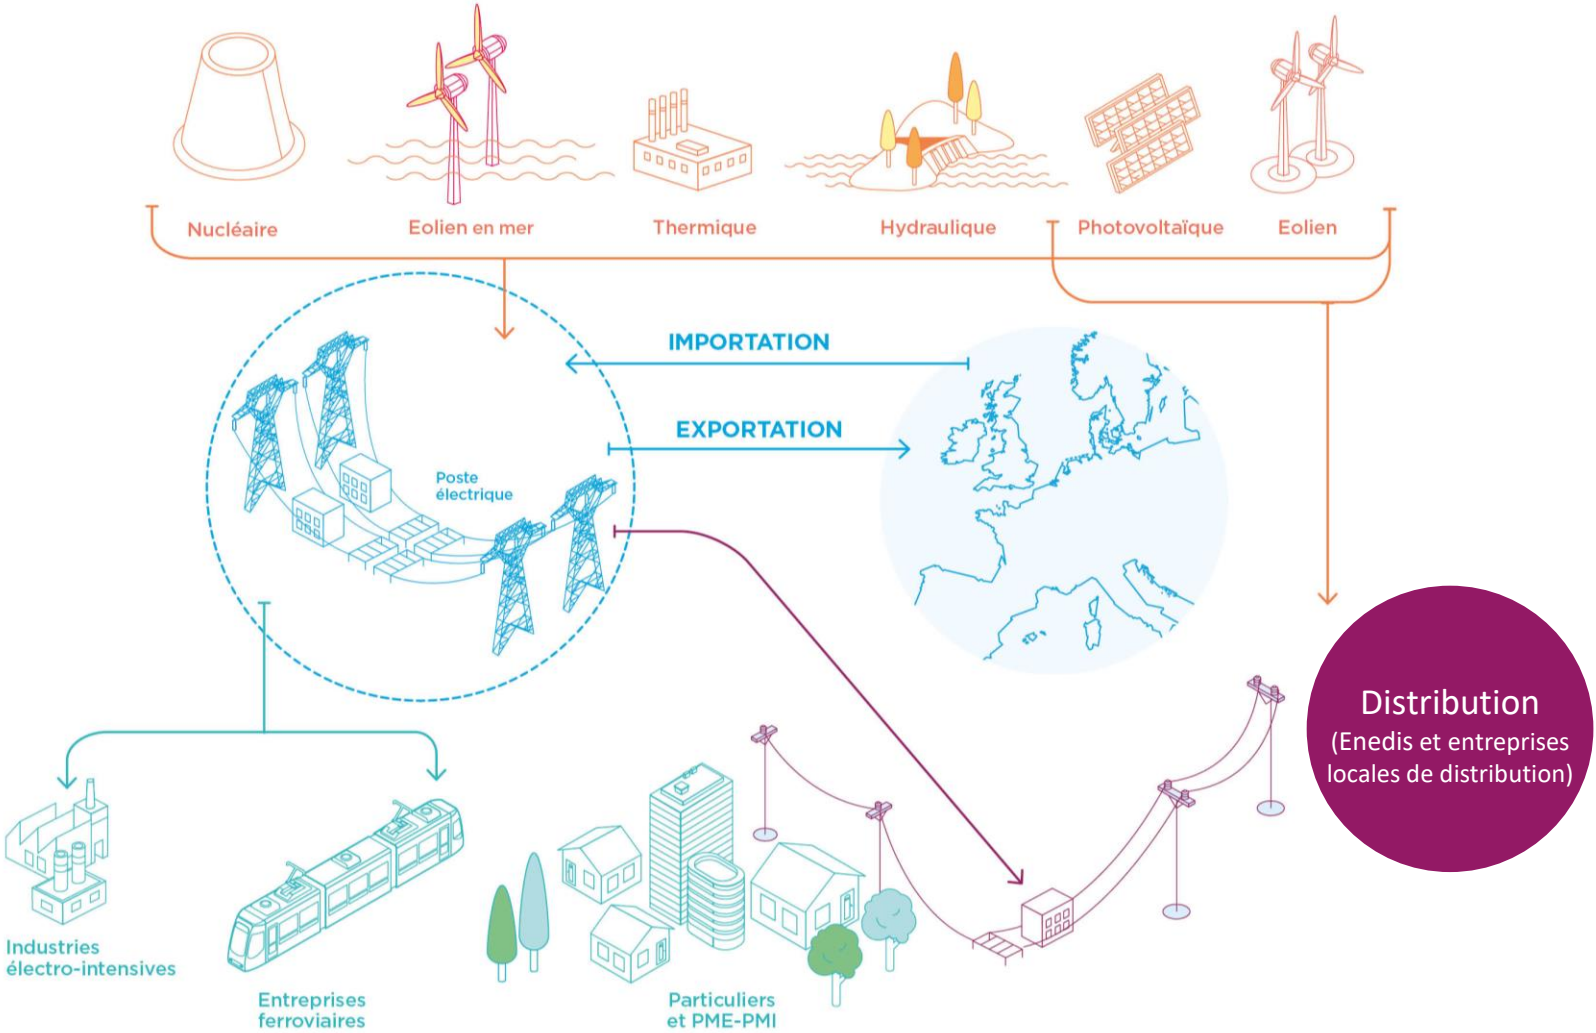 Nucléaire
Eolien en mer
Thermique
Hydraulique
Photovoltaïque
Eolien
IMPORTATION
EXPORTATION
Poste
électrique
Distribution
(Enedis et entreprises
locales de distribution)
Industries
électro-intensives
Entreprises
ferroviaires
Particuliers
et PME-PMI